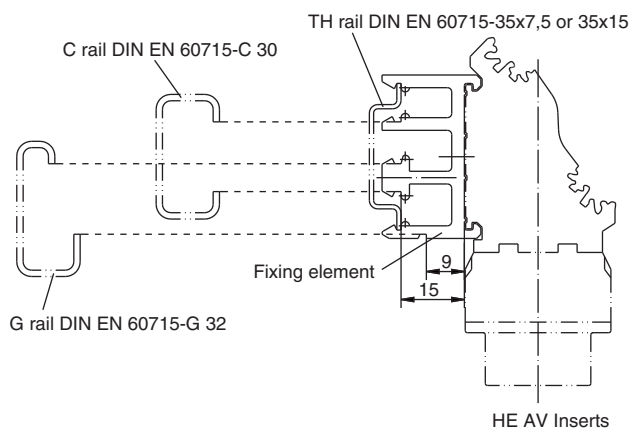 TH rail DIN EN 60715-35x7,5 or 35x15
C rail DIN EN 60715-C 30
Fixing element
9
15
G rail DIN EN 60715-G 32
HE AV Inserts